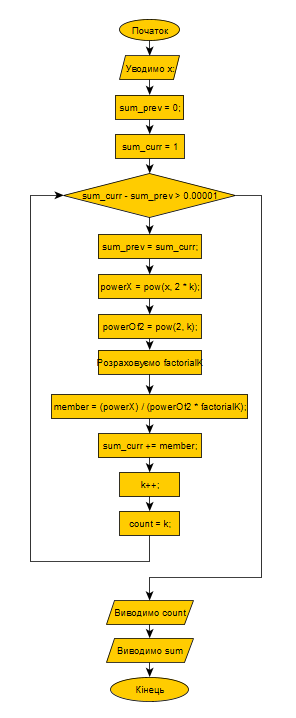 Початок
Уводимо x:
sum_prev = 0;
sum_curr = 1
sum_curr - sum_prev > 0.00001
sum_prev = sum_curr;
powerX = pow(x, 2 * k);
powerOf2 = pow(2, k);
Розраховуємо factorialK
member = (powerX) / (powerOf2 * factorialK);
sum_curr += member;
k++;
count = k;
Виводимо count
Виводимо sum
Кінець